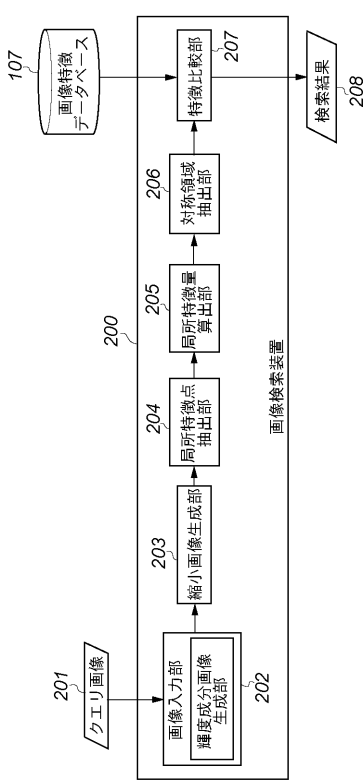 201
クエリ画像
画像入力部
輝度成分画像
生成部
202
203
縮小画像生成部
204
局所特徴点
抽出部
205
局所特徴量
算出部
206
対称領域
抽出部
107
画像特徴
データベース
特徴比較部
207
検索結果
208
200
画像検索装置